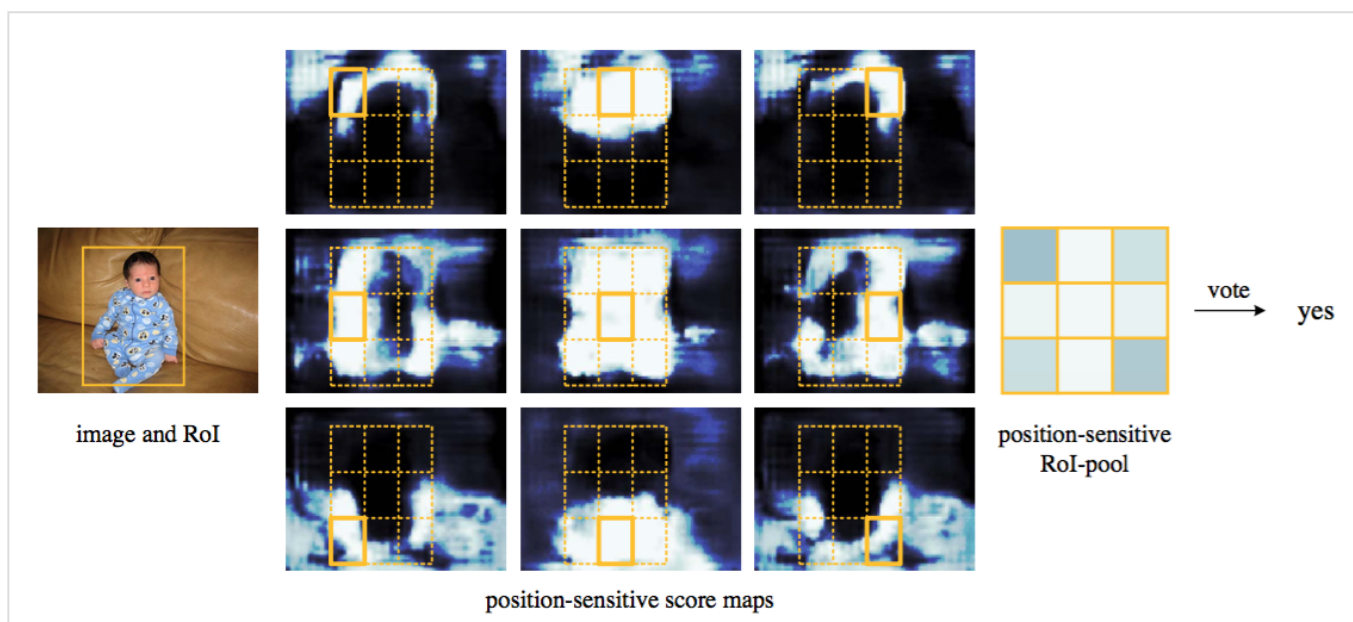 image and RoI
position-sensitive score maps
position-sensitive
RoI-pool
vote
yes